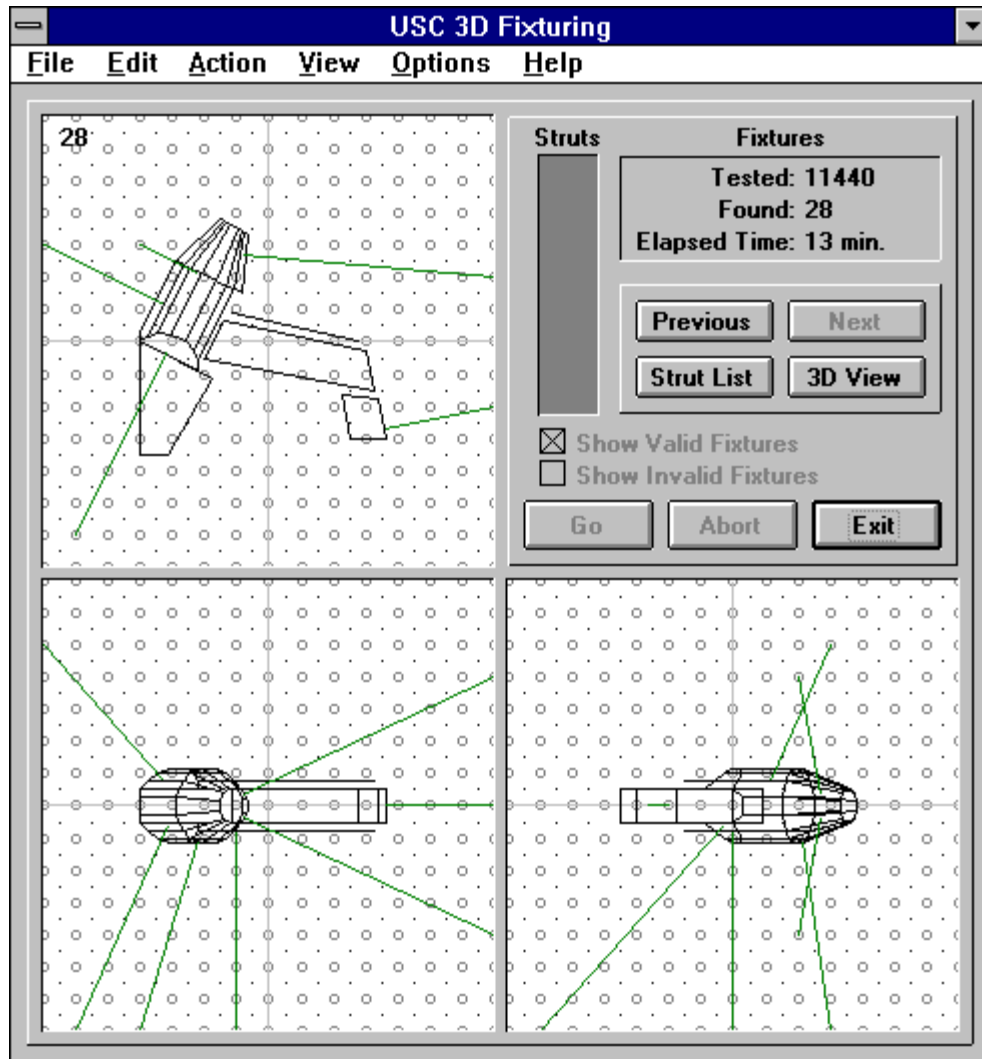 USC 3D Fixturing
File Edit Action View Options Help
28
Struts
Fixtures
Tested: 11440
Found: 28
Elapsed Time: 13 min.
Previous
Next
Strut List
3D View
Show Valid Fixtures
Show Invalid Fixtures
Go
Abort
Exit